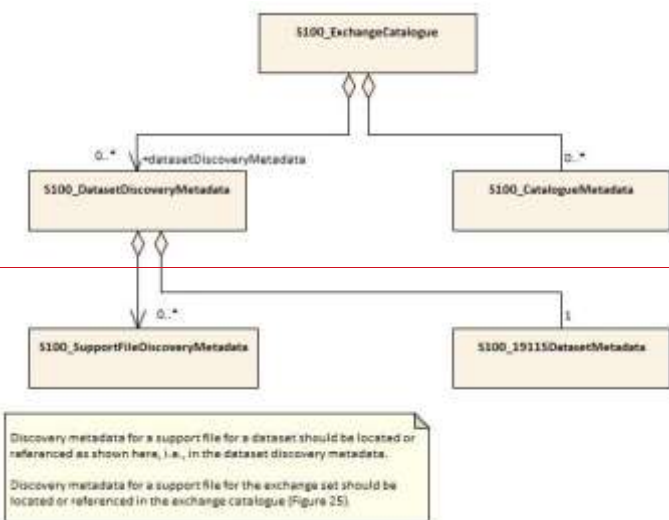 S100_ExchangeCatalogue
0..*
+datasetDiscoveryMetadata
0..*
S100_DatasetDiscoveryMetadata
S100_CatalogueMetadata
0..*
1
S100_SupportFileDiscoveryMetadata
S100_19115DatasetMetadata
Discovery metadata for a support file for a dataset should be located or
referenced as shown here, i.e., in the dataset discovery metadata.
Discovery metadata for a support file for the exchange set should be
located or referenced in the exchange catalogue (Figure 25)